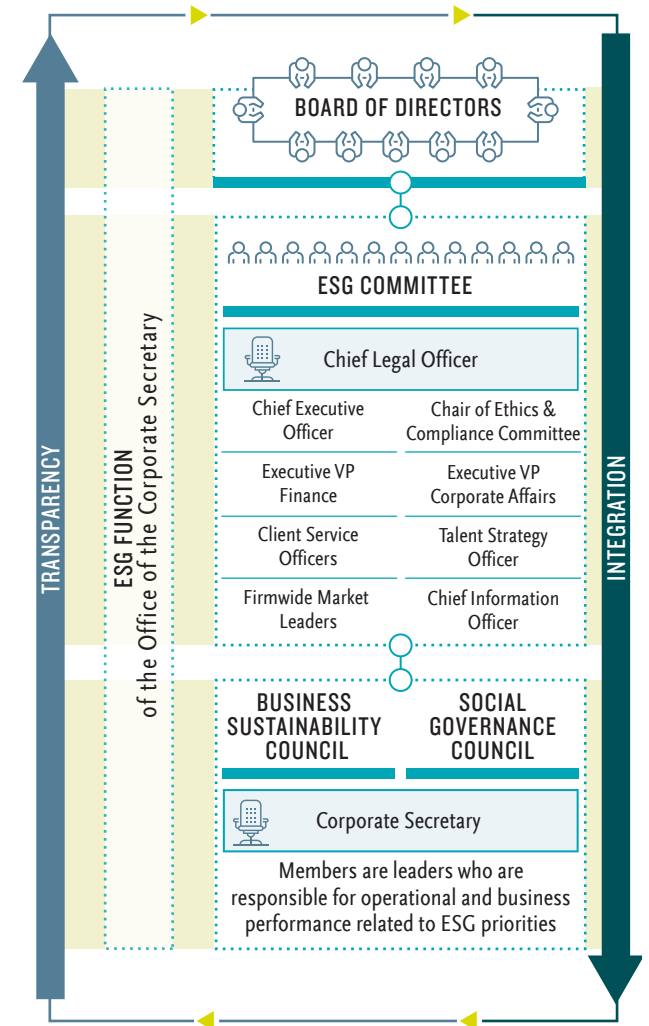 BOARD OF DIRECTORS
ESG COMMITTEE
Chief Legal Officer
Chief Executive
Officer
Chair of Ethics &
Compliance Committee
Executive VP
Finance
Executive VP
Corporate Affairs
Client Service
Officers
Talent Strategy
Officer
Firmwide Market
Leaders
Chief Information
Officer
BUSINESS
SUSTAINABILITY
COUNCIL
SOCIAL
GOVERNANCE
COUNCIL
Corporate Secretary
Members are leaders who are
responsible for operational and business
performance related to ESG priorities
TRANSPARENCY
ESG FUNCTION
of the Office of the Corporate Secretary
INTEGRATION